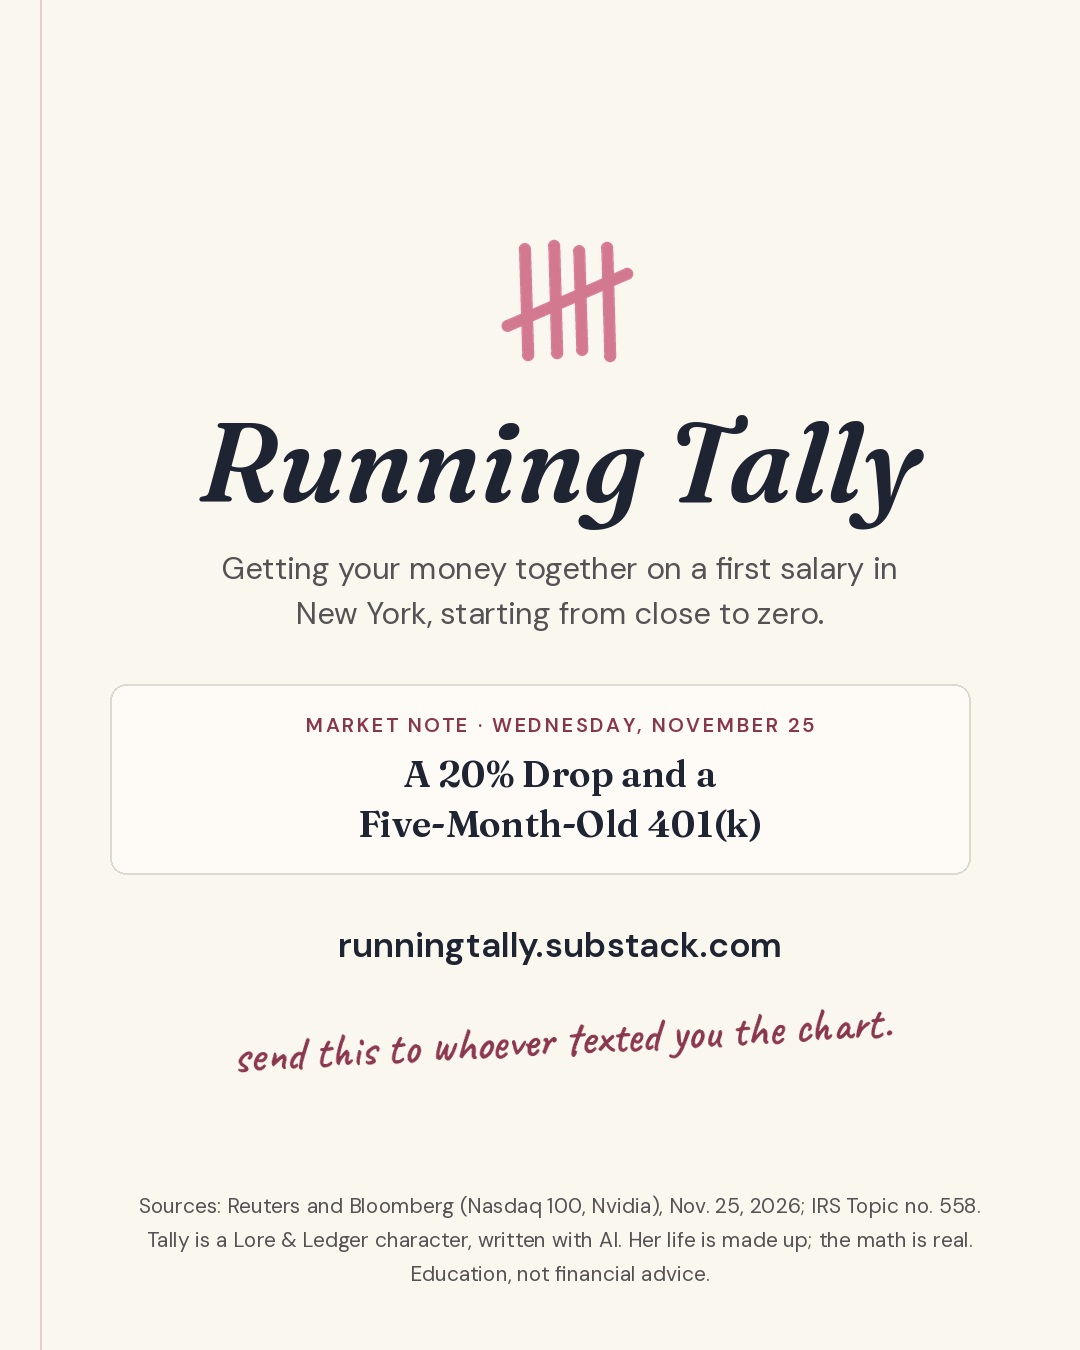 Running Tally
Getting your money together on a first salary in
New York, starting from close to zero.
MARKET NOTE · WEDNESDAY, NOVEMBER 25
A 20% Drop and a
Five-Month-Old 401(k)
runningtally.substack.com
send this to whoever texted you the chart.
Sources: Reuters and Bloomberg (Nasdaq 100, Nvidia), Nov. 25, 2026; IRS Topic no. 558.
Tally is a Lore & Ledger character, written with AI. Her life is made up; the math is real.
Education, not financial advice.